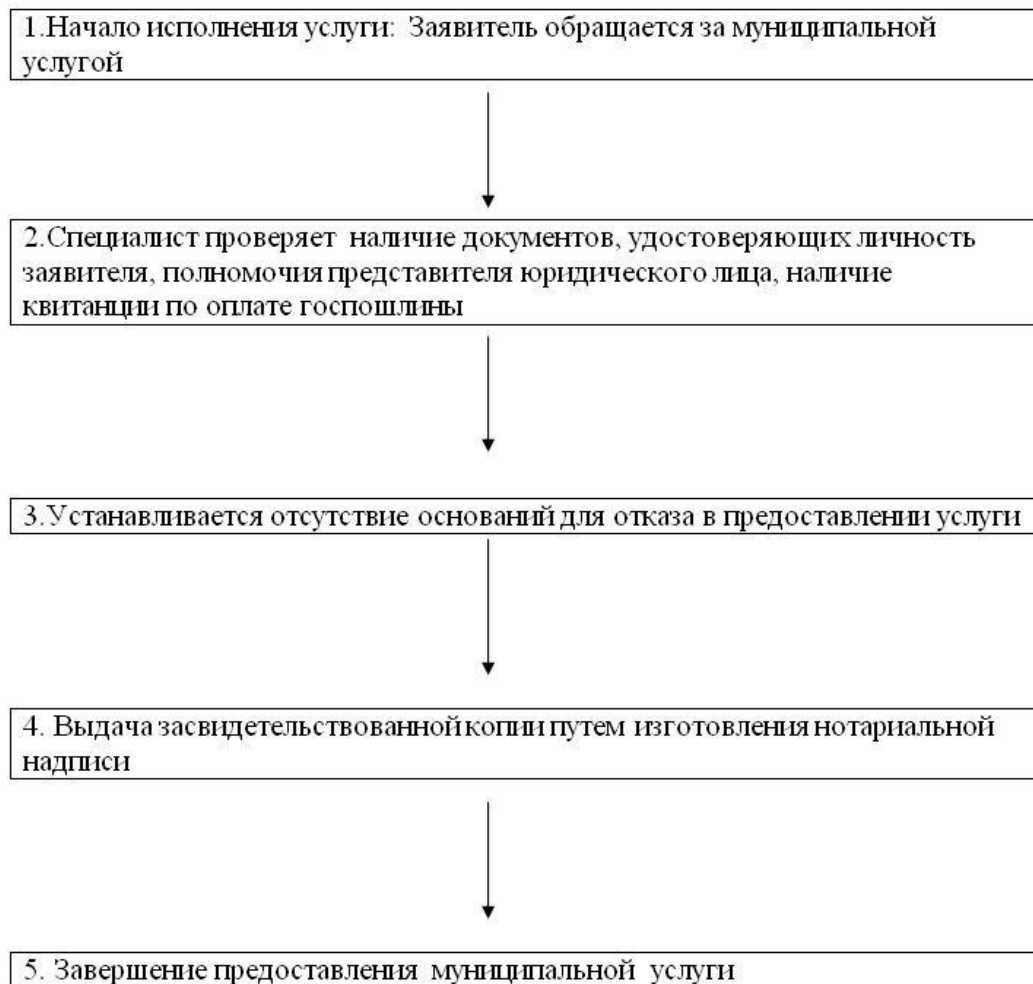 1.Начало исполнения услуги: Заявитель обращается за муниципальной
услугой
2.Специалист проверяет наличие документов, удостоверяющих личность
заявителя, полномочия представителя юридического лица, наличие
квитанции по оплате госпошлины
3.Устанавливается отсутствие оснований для отказа в предоставлении услуги
4. Выдача засвидетельствованной копии путем изготовления нотариальной
надписи
5. Завершение предоставления муниципальной услуги